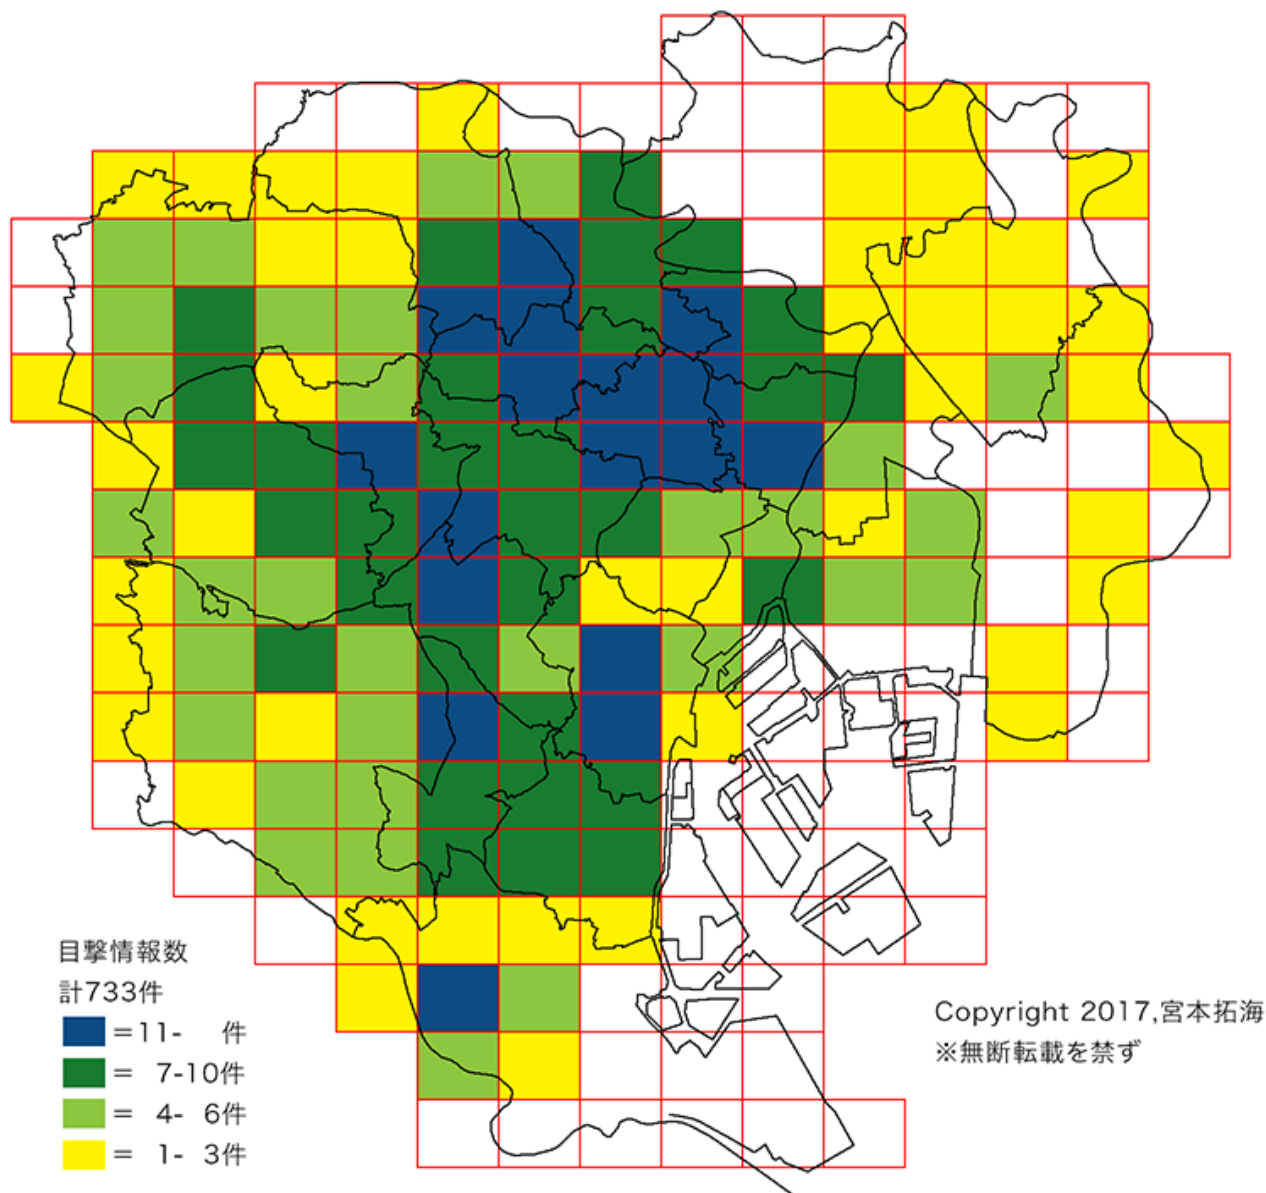 目撃情報数
計733件
=11-　件
= 7-10件
= 4- 6件
= 1- 3件
Copyright 2017,宮本拓海
※無断転載を禁ず